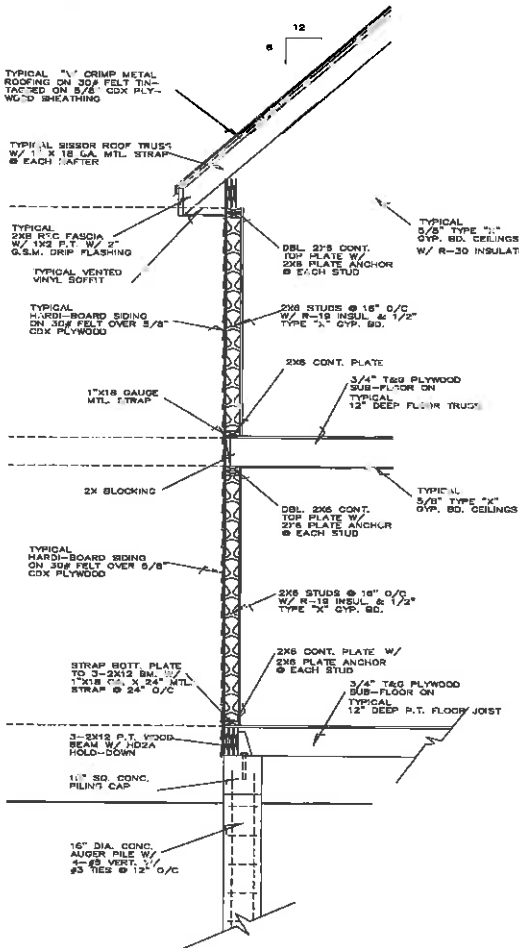 12
6
TYPICAL "V" CRIMP METAL
ROOFING ON 30# FELT TIN-
TAGGED ON 5/8" CDX PLY-
WOOD SHEATHING
TYPICAL SISSOR ROOF TRUSS
W/ 1" X 18 GA. MTL. STRAP
@ EACH RAFTER
TYPICAL
2X8 FASCIA
W/ 1X2 P.T. W/ 2"
G.S.M. DRIP FLASHING
TYPICAL VENTED
VINYL SOFFIT
DBL. 2X6 CONT.
TOP PLATE W/
2X6 PLATE ANCHOR
@ EACH STUD
TYPICAL
5/8" TYPE "X"
GYP. BD. CEILINGS
W/ R-30 INSULATI
TYPICAL
HARDI-BOARD SIDING
ON 30# FELT OVER 5/8"
CDX PLYWOOD
2X6 STUDS @ 16" O/C
W/ R-19 INSUL. & 1/2"
TYPE "X" GYP. BD.
2X6 CONT. PLATE
1"X18 GAUGE
MTL. STRAP
3/4" T&G PLYWOOD
SUB-FLOOR ON
TYPICAL
12" DEEP FLOOR TRUSS
2X BLOCKING
DBL. 2X6 CONT.
TOP PLATE W/
2X6 PLATE ANCHOR
@ EACH STUD
TYPICAL
5/8" TYPE "X"
GYP. BD. CEILINGS
TYPICAL
HARDI-BOARD SIDING
ON 30# FELT OVER 5/8"
CDX PLYWOOD
2X6 STUDS @ 16" O/C
W/ R-19 INSUL. & 1/2"
TYPE "X" GYP. BD.
2X6 CONT. PLATE W/
2X6 PLATE ANCHOR
@ EACH STUD
STRAP BOTT. PLATE
TO 3-2X12 BM. W/
1"X18 GA. X 24" MTL.
STRAP @ 24" O/C
3/4" T&G PLYWOOD
SUB-FLOOR ON
TYPICAL
12" DEEP P.T. FLOOR JOIST
3-2X12 P.T. WOOD
BEAM W/ HD2A
HOLD-DOWN
SQ. CONC.
PILING CAP
16" DIA. CONC.
AUGER PILE W/
4-#5 VERT. W/
#3 TIES @ 12" O/C